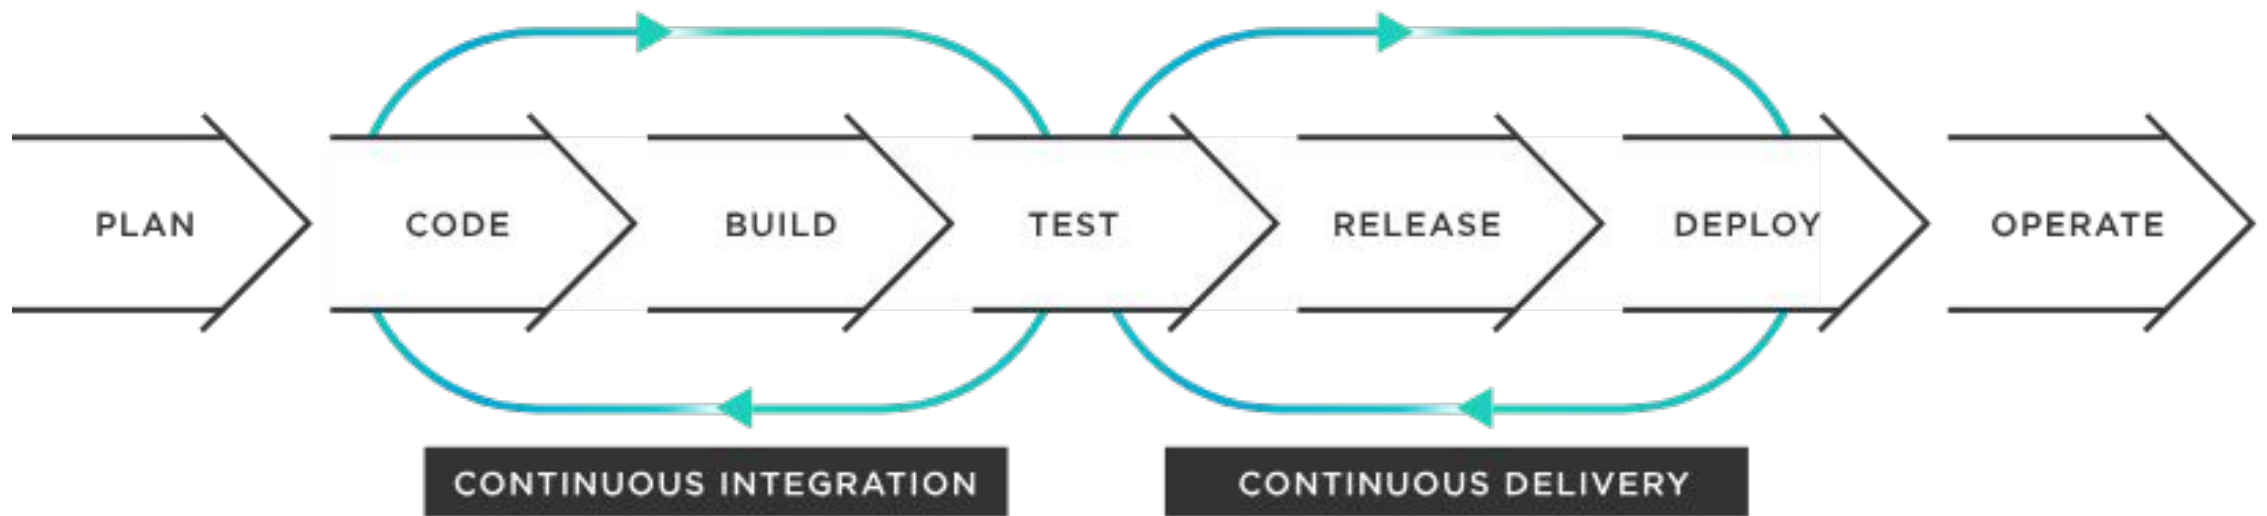 PLAN
CODE
BUILD
TEST
RELEASE
DEPLOY
OPERATE
CONTINUOUS INTEGRATION
CONTINUOUS DELIVERY